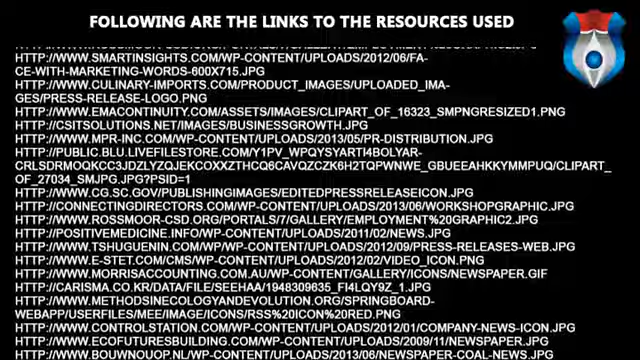 FOLLOWING ARE THE LINKS TO THE RESOURCES USED
HTTP://WWW.SMARTINSIGHTS.COM/WP-CONTENT/UPLOADS/2012/06/FA-
CE-WITH-MARKETING-WORDS-600X715.JPG
HTTP://WWW.CULINARY-IMPORTS.COM/PRODUCT_IMAGES/UPLOADED_IMA-
GES/PRESS-RELEASE-LOGO.PNG
HTTP://WWW.EMACONTINUITY.COM/ASSETS/IMAGES/CLIPART_OF_16323_SMPNGRESIZED1.PNG
HTTP://CSITSOLUTIONS.NET/IMAGES/BUSINESSGROWTH.JPG
HTTP://WWW.MPR-INC.COM/WP-CONTENT/UPLOADS/2013/05/PR-DISTRIBUTION.JPG
HTTP://PUBLIC.BLU.LIVEFILESTORE.COM/Y1PV_WPQYSYARTI4BOLYAR-
CRLSDRMOQKCC3JDZLYZQJEKCOXXZTHCQ6CAVQZCZK6H2TQPWNWE_GBUEEAHKKYMMPUQ/CLIPART_
OF_27034_SMJPG.JPG?PSID=1
HTTP://WWW.CG.SC.GOV/PUBLISHINGIMAGES/EDITEDPRESSRELEASEICON.JPG
HTTP://CONNECTINGDIRECTORS.COM/WP-CONTENT/UPLOADS/2013/06/WORKSHOPGRAPHIC.JPG
HTTP://WWW.ROSSMOOR-CSD.ORG/PORTALS/7/GALLERY/EMPLOYMENT%20GRAPHIC2.JPG
HTTP://POSITIVEMEDICINE.INFO/WP-CONTENT/UPLOADS/2011/02/NEWS.JPG
HTTP://WWW.TSHUGUENIN.COM/WP/WP-CONTENT/UPLOADS/2012/09/PRESS-RELEASES-WEB.JPG
HTTP://WWW.E-STET.COM/CMS/WP-CONTENT/UPLOADS/2012/02/VIDEO_ICON.PNG
HTTP://WWW.MORRISACCOUNTING.COM.AU/WP-CONTENT/GALLERY/ICONS/NEWSPAPER.GIF
HTTP://CARISMA.CO.KR/DATA/FILE/SEEHAA/1948309635_FI4LQY9Z_1.JPG
HTTP://WWW.METHODSINECOLOGYANDEVOLUTION.ORG/SPRINGBOARD-
WEBAPP/USERFILES/MEE/IMAGE/ICONS/RSS%20ICON%20RED.PNG
HTTP://WWW.CONTROLSTATION.COM/WP-CONTENT/UPLOADS/2012/01/COMPANY-NEWS-ICON.JPG
HTTP://WWW.ECOFUTURESBUILDING.COM/WP-CONTENT/UPLOADS/2009/11/NEWSPAPER.JPG
HTTP://WWW.BOUWNOUOP.NL/WP-CONTENT/UPLOADS/2013/06/NEWSPAPER-COAL-NEWS.JPG